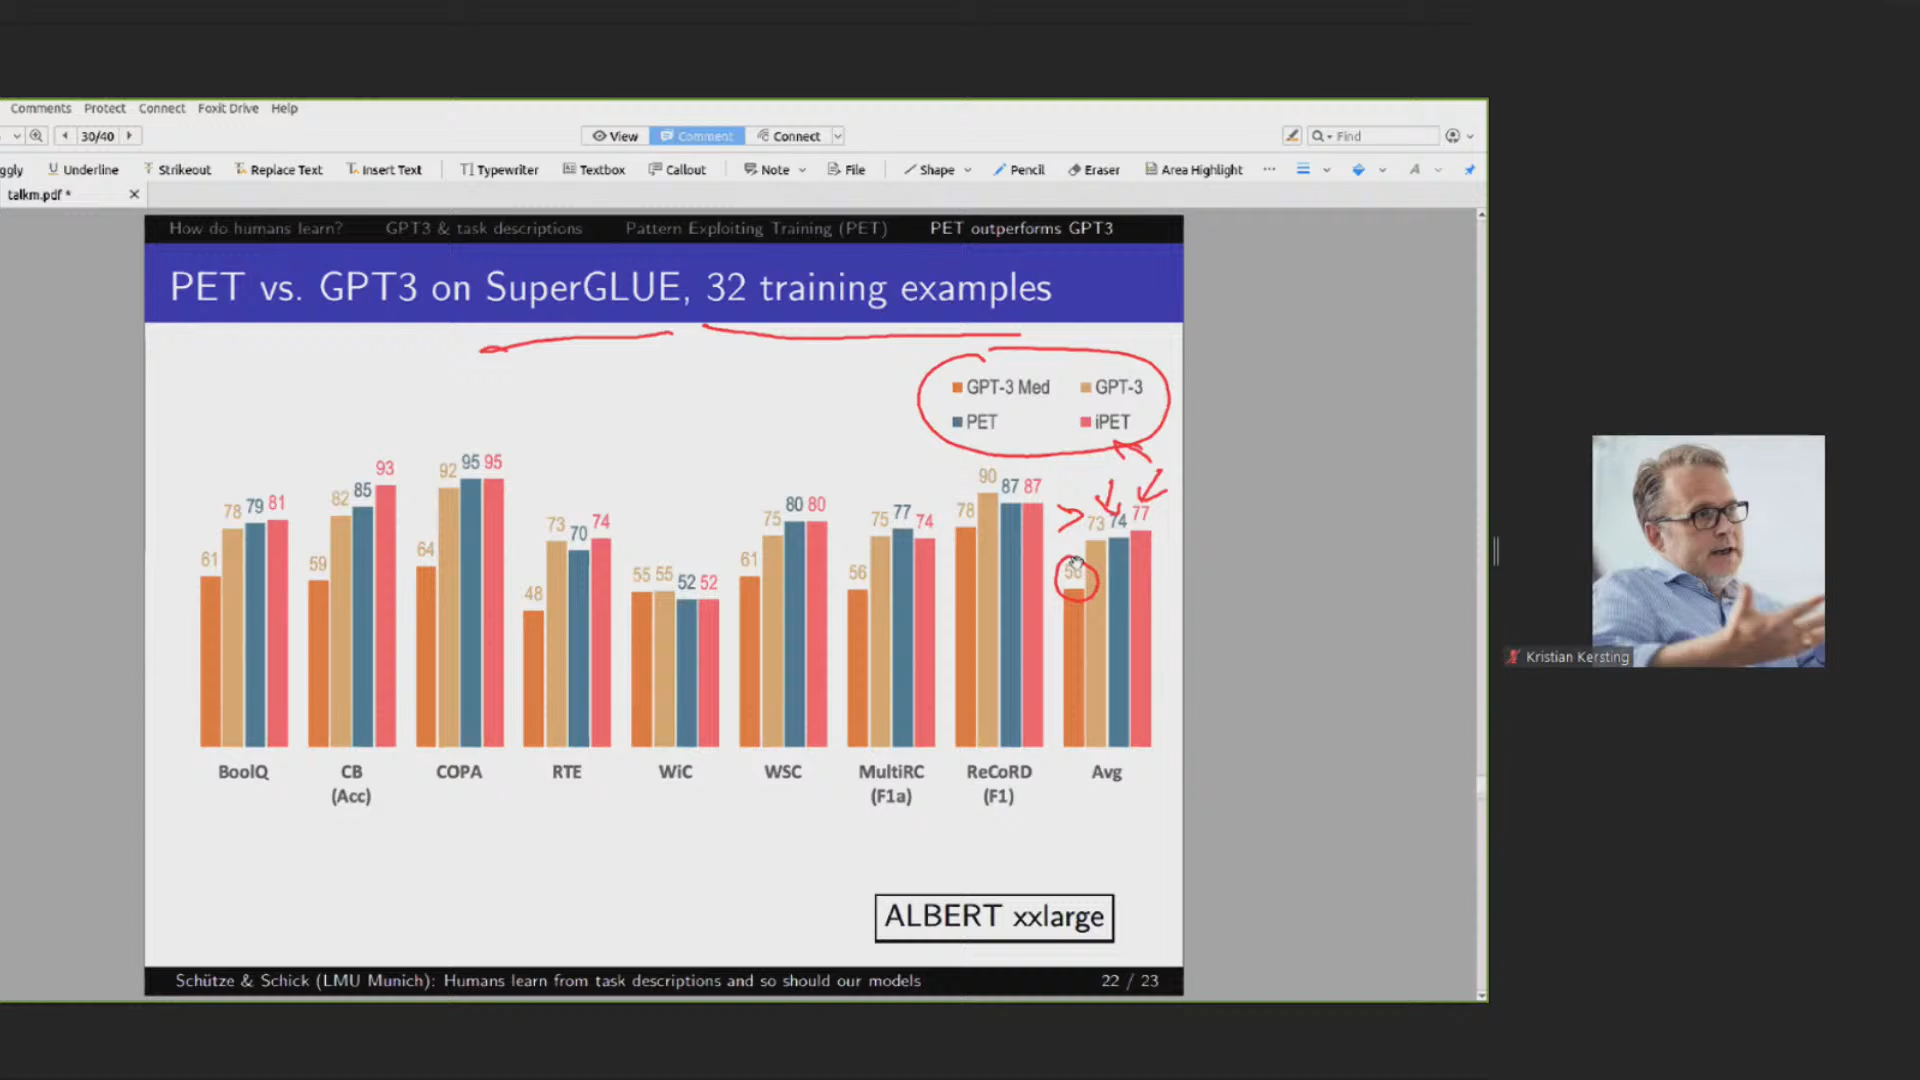 Comments Protect Connect Foxit Drive Help
30/40 View Comment Connect Find
ggly Underline Strikeout Replace Text Insert Text Typewriter Textbox Callout Note File Shape Pencil Eraser Area Highlight ...
talkm.pdf *
How do humans learn? GPT3 & task descriptions Pattern Exploiting Training (PET) PET outperforms GPT3
PET vs. GPT3 on SuperGLUE, 32 training examples
GPT-3 Med GPT-3
PET iPET
61 78 79 81
59 82 85 93
64 92 95 95
48 73 70 74
55 55 52 52
61 75 80 80
56 75 77 74
78 90 87 87
73 74 77
BoolQ CB COPA RTE WiC WSC MultiRC ReCoRD Avg
(Acc) (F1a) (F1)
ALBERT xxlarge
Schütze & Schick (LMU Munich): Humans learn from task descriptions and so should our models 22 / 23
Kristian Kersting